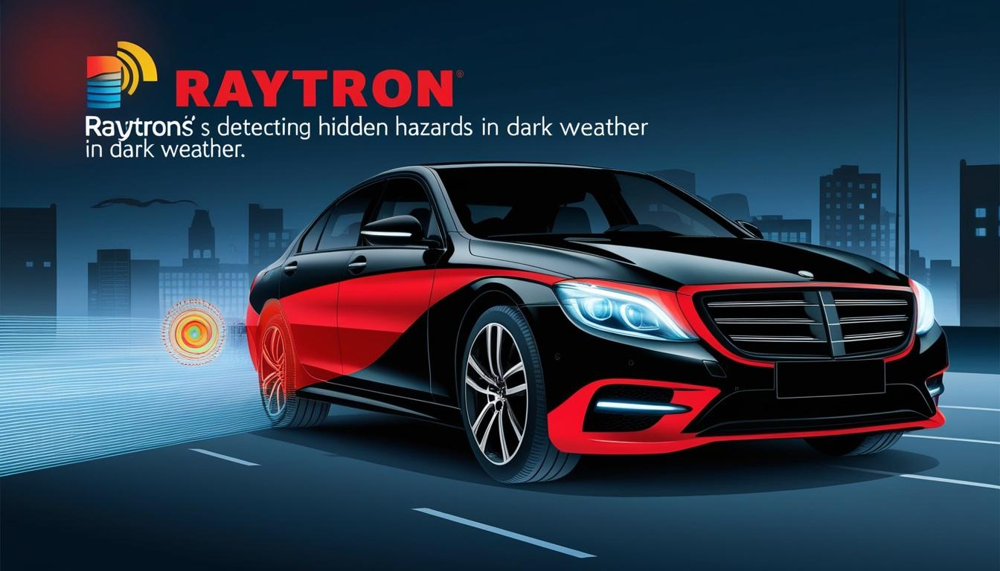 RAYTRON®
Raytrons' s detecting hidden hazards in dark weather
in dark weather.